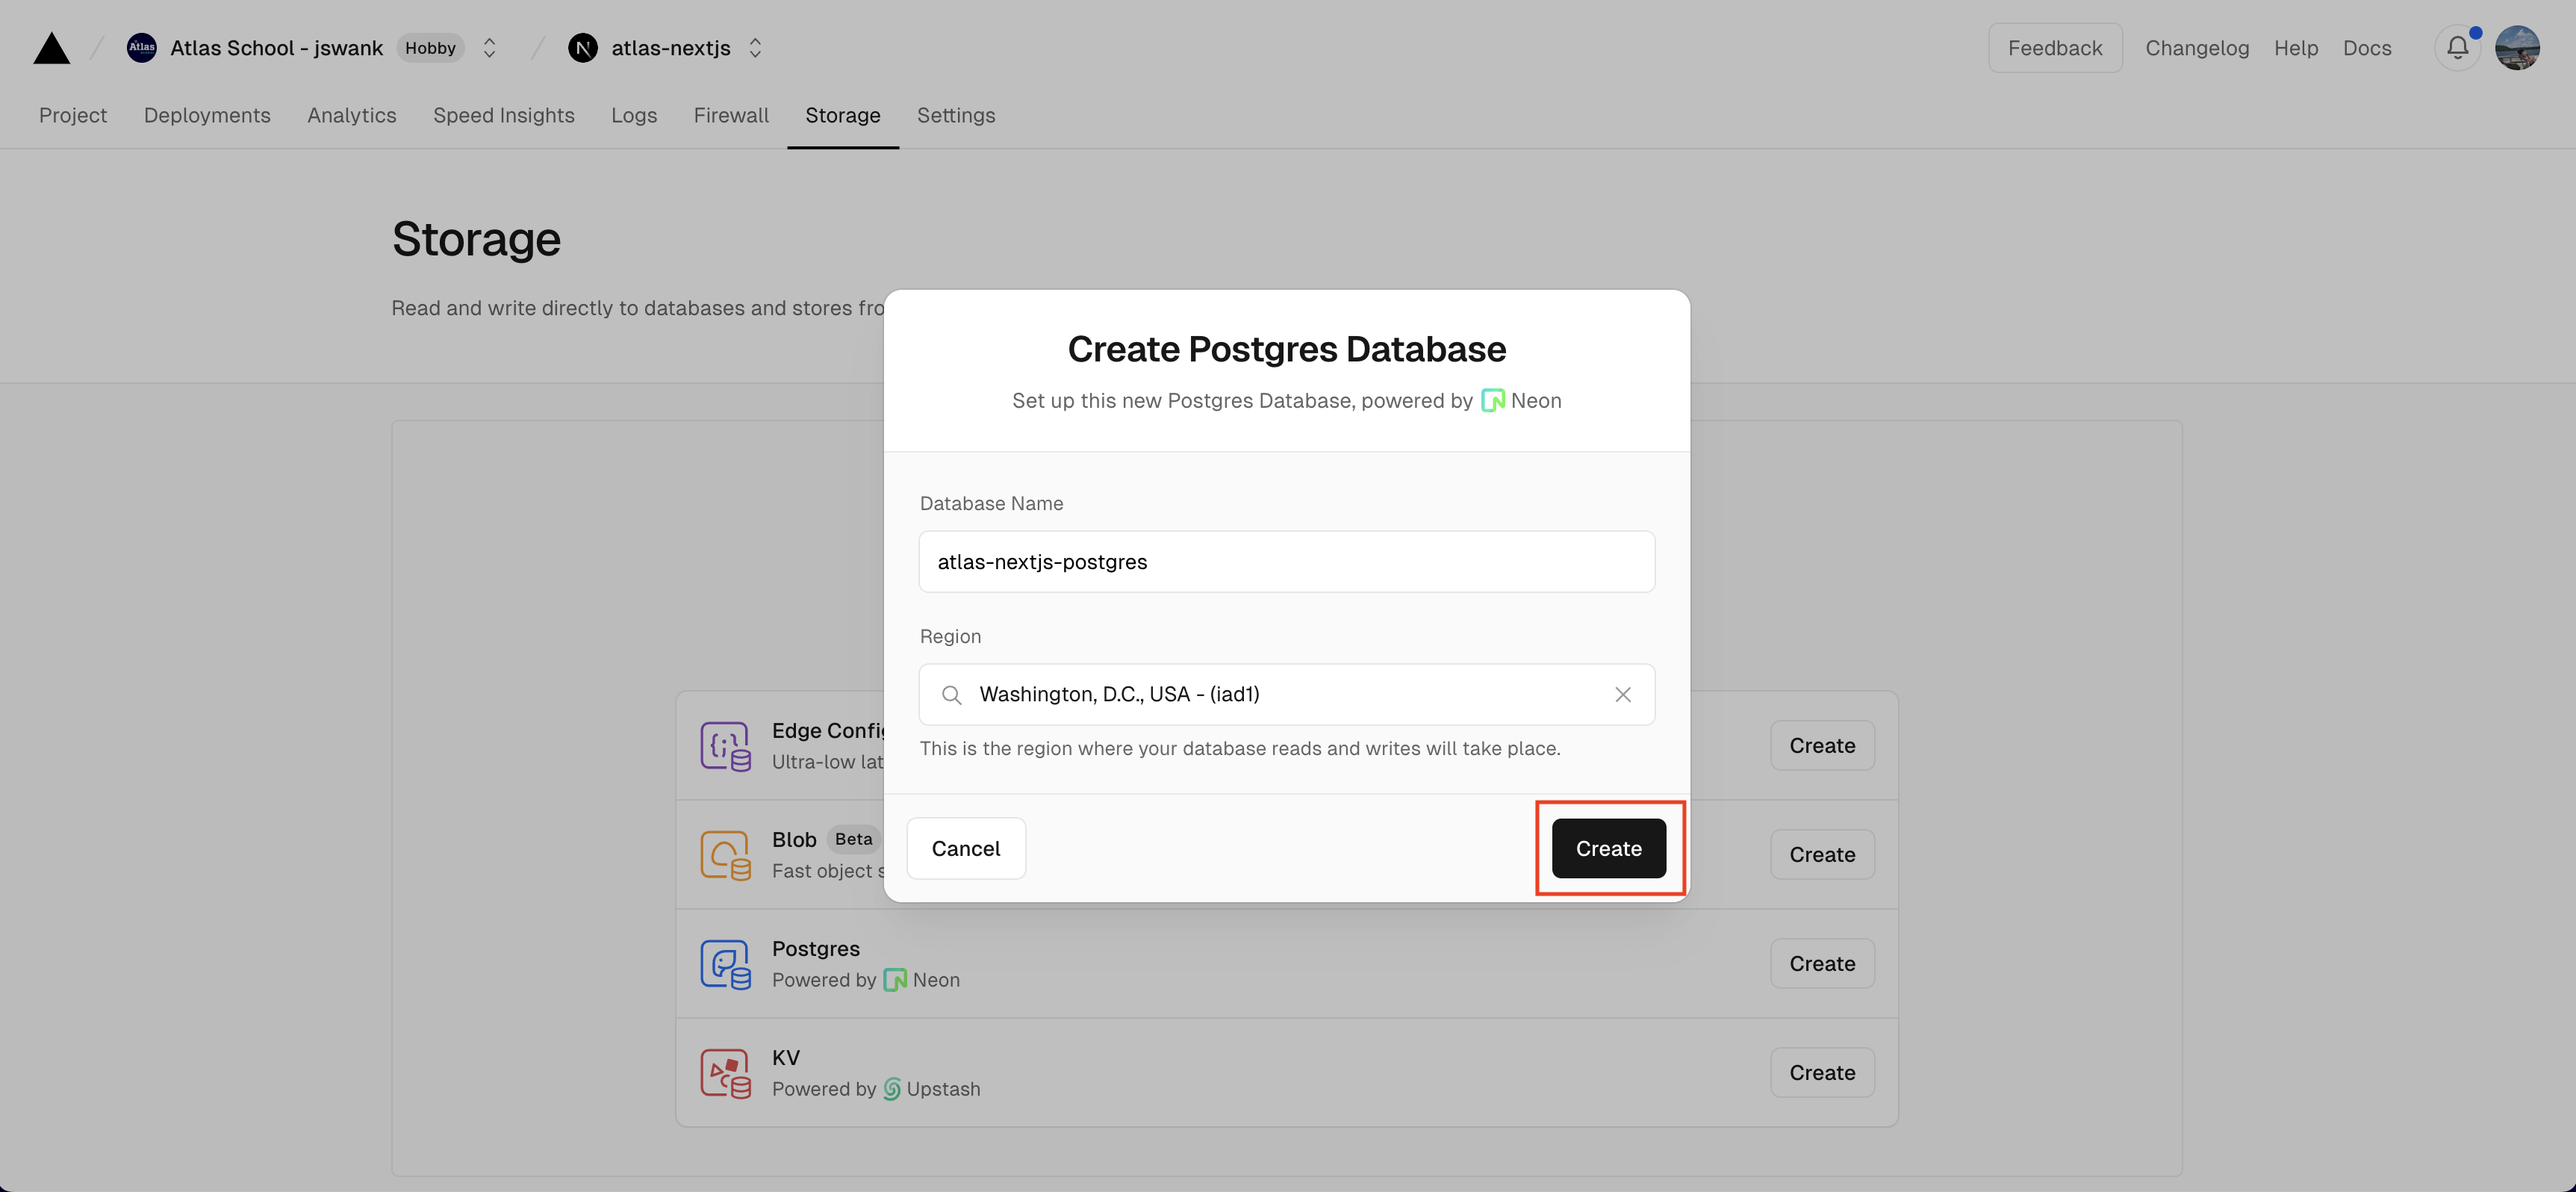 Atlas Atlas School - jswank Hobby atlas-nextjs Feedback Changelog Help Docs
Project Deployments Analytics Speed Insights Logs Firewall Storage Settings
Storage
Read and write directly to databases and stores fro
Create Postgres Database
Set up this new Postgres Database, powered by Neon
Database Name
atlas-nextjs-postgres
Region
Washington, D.C., USA - (iad1)
This is the region where your database reads and writes will take place.
Cancel Create
Edge Config
Ultra-low lat
Create
Blob Beta
Fast object s
Create
Postgres
Powered by Neon
Create
KV
Powered by Upstash
Create